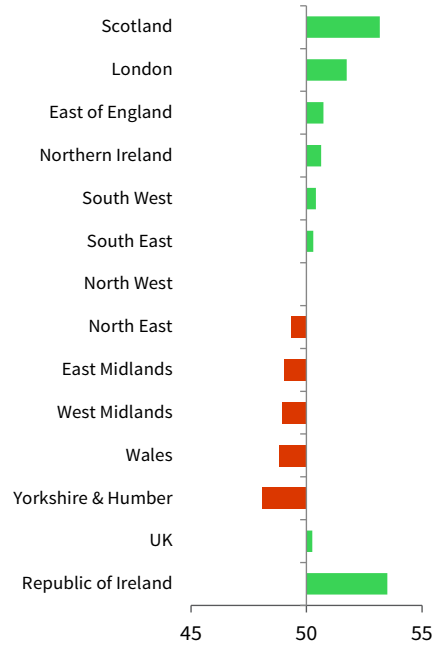 Scotland
London
East of England
Northern Ireland
South West
South East
North West
North East
East Midlands
West Midlands
Wales
Yorkshire & Humber
UK
Republic of Ireland
45 50 55